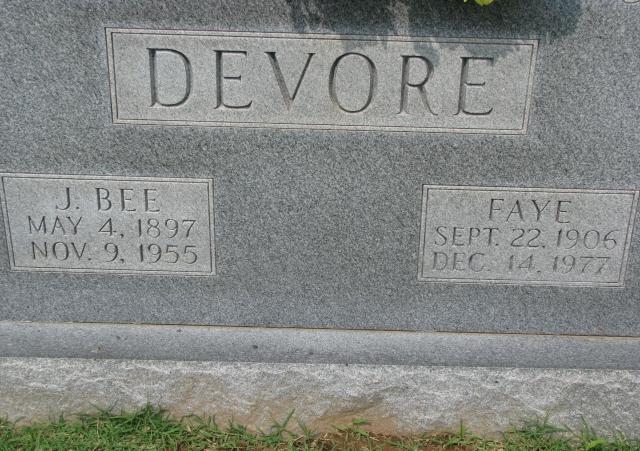 DEVORE
J. BEE
MAY 4, 1897
NOV. 9, 1955
FAYE
SEPT. 22, 1906
DEC. 14, 1977